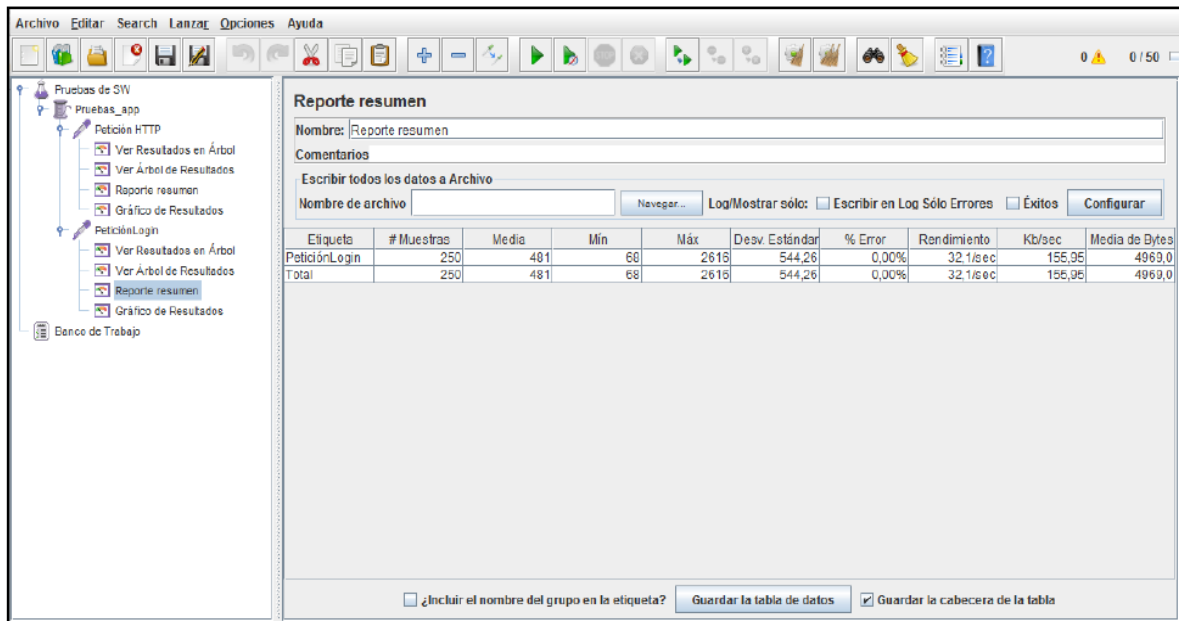 Archivo Editar Search Lanzar Opciones Ayuda
0 0 / 50
Pruebas de SW
Pruebas_app
Petición HTTP
Ver Resultados en Árbol
Ver Árbol de Resultados
Reporte resumen
Gráfico de Resultados
PeticiónLogin
Ver Resultados en Árbol
Ver Árbol de Resultados
Reporte resumen
Gráfico de Resultados
Banco de Trabajo
Reporte resumen
Nombre: Reporte resumen
Comentarios
Escribir todos los datos a Archivo
Nombre de archivo Navegar... Log/Mostrar sólo: Escribir en Log Sólo Errores Éxitos Configurar
Etiqueta # Muestras Media Mín Máx Desv. Estándar % Error Rendimiento Kb/sec Media de Bytes
PeticiónLogin 250 481 68 2616 544,26 0,00% 32,1/sec 155,95 4969,0
Total 250 481 68 2616 544,26 0,00% 32,1/sec 155,95 4969,0
¿Incluir el nombre del grupo en la etiqueta? Guardar la tabla de datos Guardar la cabecera de la tabla